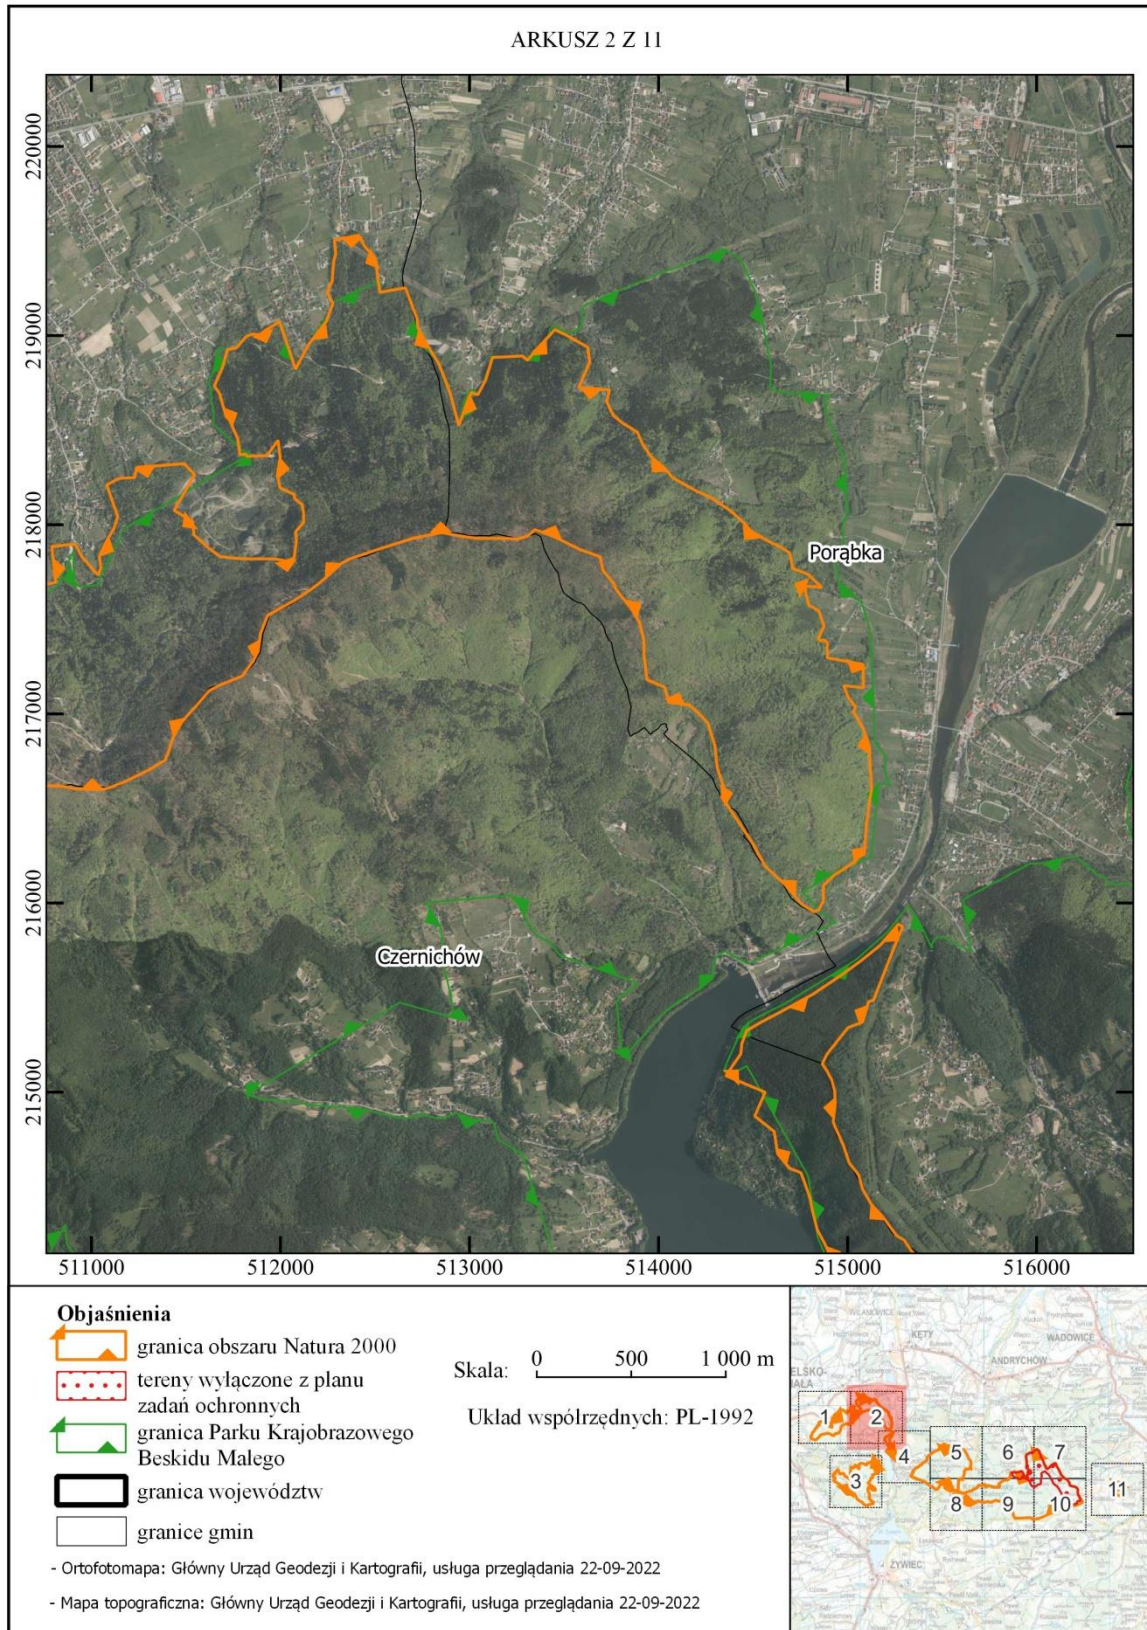 ARKUSZ 2 Z 11
220000
219000
218000
217000
216000
215000
Porąbka
Czernichów
511000
512000
513000
514000
515000
516000
Objaśnienia
granica obszaru Natura 2000
tereny wyłączone z planu
zadań ochronnych
granica Parku Krajobrazowego
Beskidu Małego
granica województw
granice gmin
Skala: 0 500 1 000 m
Układ współrzędnych: PL-1992
- Ortofotomapa: Główny Urząd Geodezji i Kartografii, usługa przeglądania 22-09-2022
- Mapa topograficzna: Główny Urząd Geodezji i Kartografii, usługa przeglądania 22-09-2022
WILAMOWICE
KĘTY
WADOWICE
ANDRYCHÓW
1
2
3
4
5
6
7
8
9
10
11
ŻYWIEC